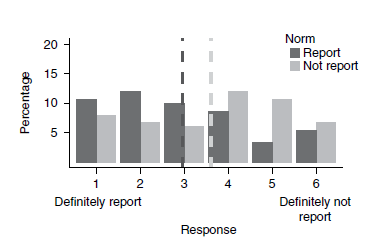 Norm
Report
Not report
20
15
10
5
Percentage
1 2 3 4 5 6
Definitely report
Definitely not
report
Response